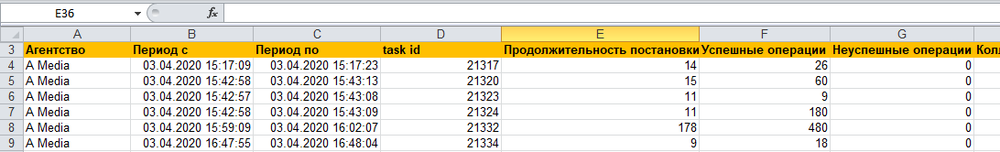 E36 fx
A B C D E F G
3 Агентство Период с Период по task id Продолжительность постановки Успешные операции Неуспешные операции
4 A Media 03.04.2020 15:17:09 03.04.2020 15:17:23 21317 14 26 0
5 A Media 03.04.2020 15:42:58 03.04.2020 15:43:13 21320 15 60 0
6 A Media 03.04.2020 15:42:57 03.04.2020 15:43:08 21323 11 9 0
7 A Media 03.04.2020 15:42:58 03.04.2020 15:43:09 21324 11 180 0
8 A Media 03.04.2020 15:59:09 03.04.2020 16:02:07 21332 178 480 0
9 A Media 03.04.2020 16:47:55 03.04.2020 16:48:04 21334 9 18 0